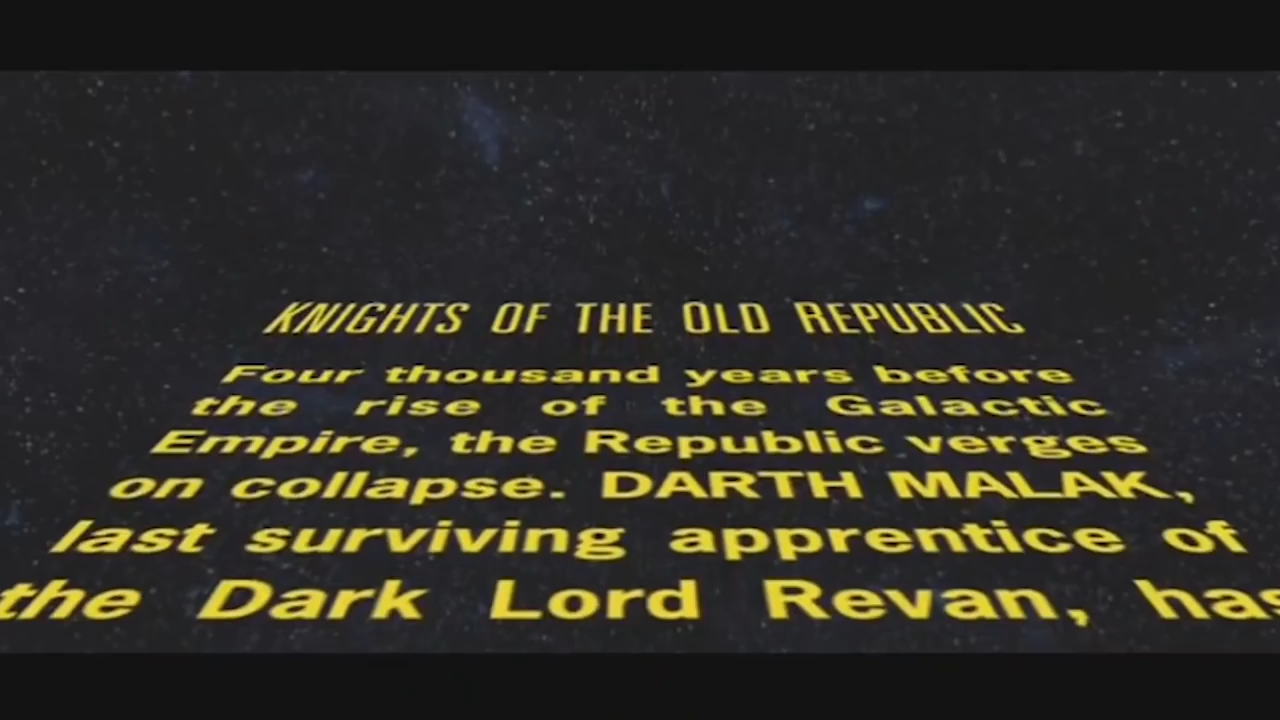 KNIGHTS OF THE OLD REPUBLIC
Four thousand years before
the rise of the Galactic
Empire, the Republic verges
on collapse. DARTH MALAK,
last surviving apprentice of
the Dark Lord Revan, has